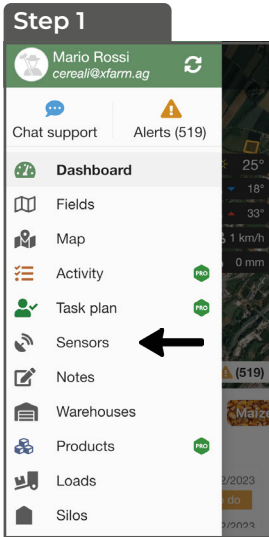 Step 1
Mario Rossi
cereali@xfarm.ag
Chat support
Alerts (519)
Dashboard
25°
Fields
18°
33°
Map
1 km/h
Activity
PRO
0 mm
Task plan
PRO
Sensors
Notes
(519)
Warehouses
Maize
Products
PRO
Loads
2/2023
do
Silos
2/2023